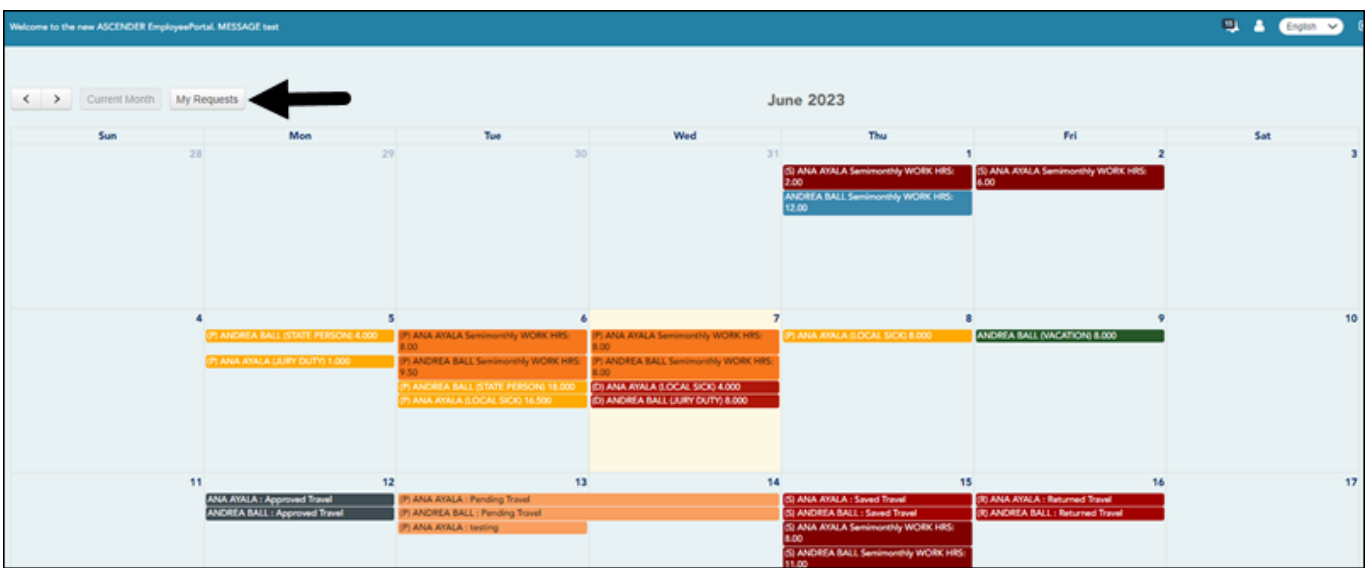 Welcome to the new ASCENDER EmployeePortal. MESSAGE test
15
English
Current Month
My Requests
June 2023
Sun Mon Tue Wed Thu Fri Sat
28 29 30 31 1 2 3
(S) ANA AYALA Semimonthly WORK HRS:
2.00
(S) ANA AYALA Semimonthly WORK HRS:
6.00
ANDREA BALL Semimonthly WORK HRS:
12.00
4 5 6 7 8 9 10
(P) ANDREA BALL (STATE PERSON) 4.000
(P) ANA AYALA (JURY DUTY) 1.000
(P) ANA AYALA Semimonthly WORK HRS:
8.00
(P) ANDREA BALL Semimonthly WORK HRS:
9.50
(P) ANDREA BALL (STATE PERSON) 18.000
(P) ANA AYALA (LOCAL SICK) 16.500
(P) ANA AYALA Semimonthly WORK HRS:
8.00
(P) ANDREA BALL Semimonthly WORK HRS:
8.00
(D) ANA AYALA (LOCAL SICK) 4.000
(D) ANDREA BALL (JURY DUTY) 8.000
(P) ANA AYALA (LOCAL SICK) 8.000
ANDREA BALL (VACATION) 8.000
11 12 13 14 15 16 17
ANA AYALA : Approved Travel
ANDREA BALL : Approved Travel
(P) ANA AYALA : Pending Travel
(P) ANDREA BALL : Pending Travel
(P) ANA AYALA : testing
(S) ANA AYALA : Saved Travel
(S) ANDREA BALL : Saved Travel
(S) ANA AYALA Semimonthly WORK HRS:
8.00
(S) ANDREA BALL Semimonthly WORK HRS:
11.00
(R) ANA AYALA : Returned Travel
(R) ANDREA BALL : Returned Travel